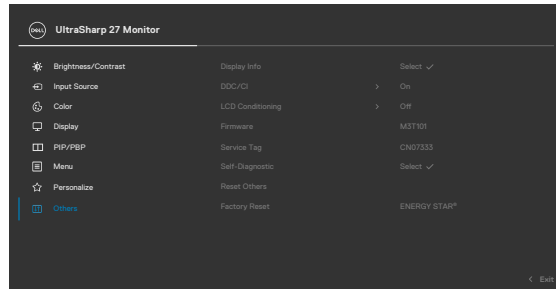 DELL UltraSharp 27 Monitor
Brightness/Contrast Display Info Select ✓
Input Source DDC/CI > On
Color LCD Conditioning > Off
Display Firmware M3T101
PIP/PBP Service Tag CN07333
Menu Self-Diagnostic Select ✓
Personalize Reset Others
Others Factory Reset ENERGY STAR®
< Exit